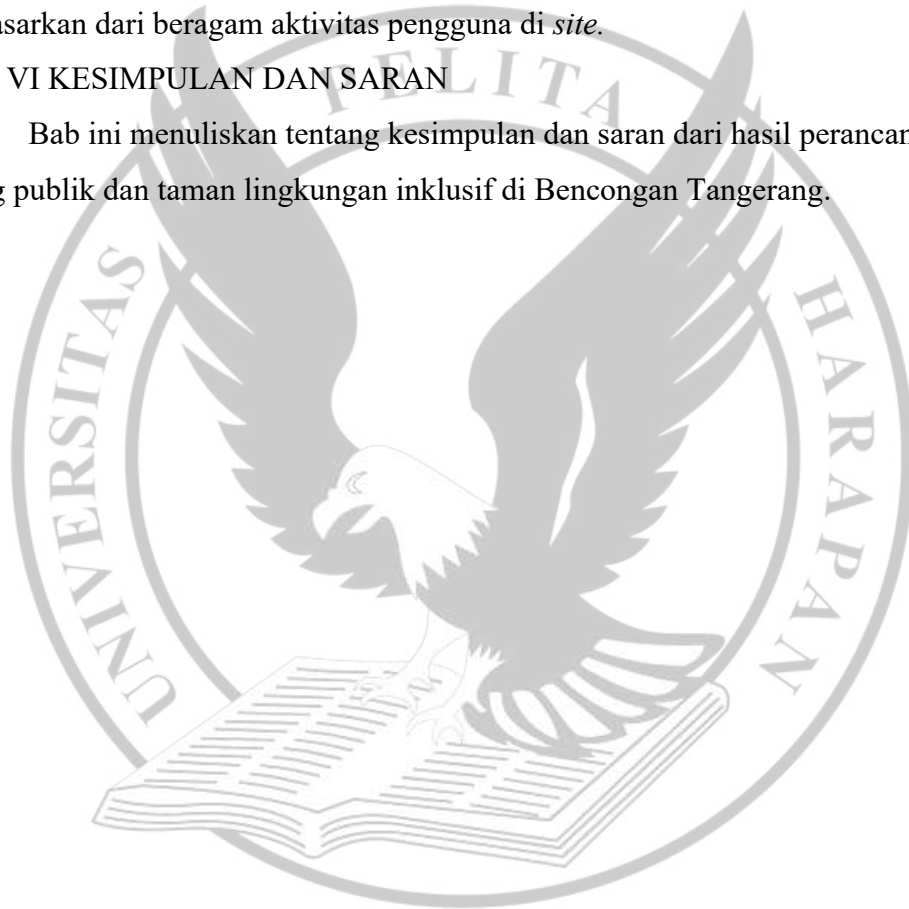 asarkan dari beragam aktivitas pengguna di site.
VI KESIMPULAN DAN SARAN
Bab ini menuliskan tentang kesimpulan dan saran dari hasil perancan
g publik dan taman lingkungan inklusif di Bencongan Tangerang.
UNIVERSITAS PELITA HARAPAN